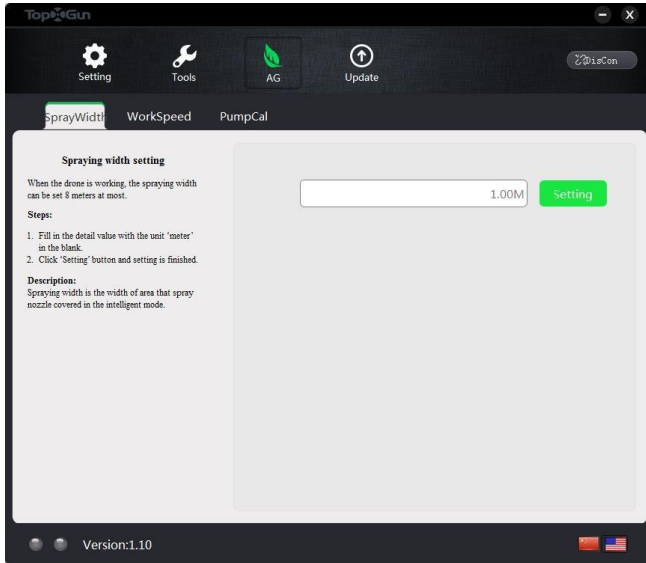 Top Gun
X
Setting
Tools
AG
Update
DisCon
SprayWidth
WorkSpeed
PumpCal
Spraying width setting
When the drone is working, the spraying width
can be set 8 meters at most.
Steps:
1. Fill in the detail value with the unit ‘meter’
in the blank.
2. Click ‘Setting’ button and setting is finished.
Description:
Spraying width is the width of area that spray
nozzle covered in the intelligent mode.
1.00M
Setting
Version:1.10